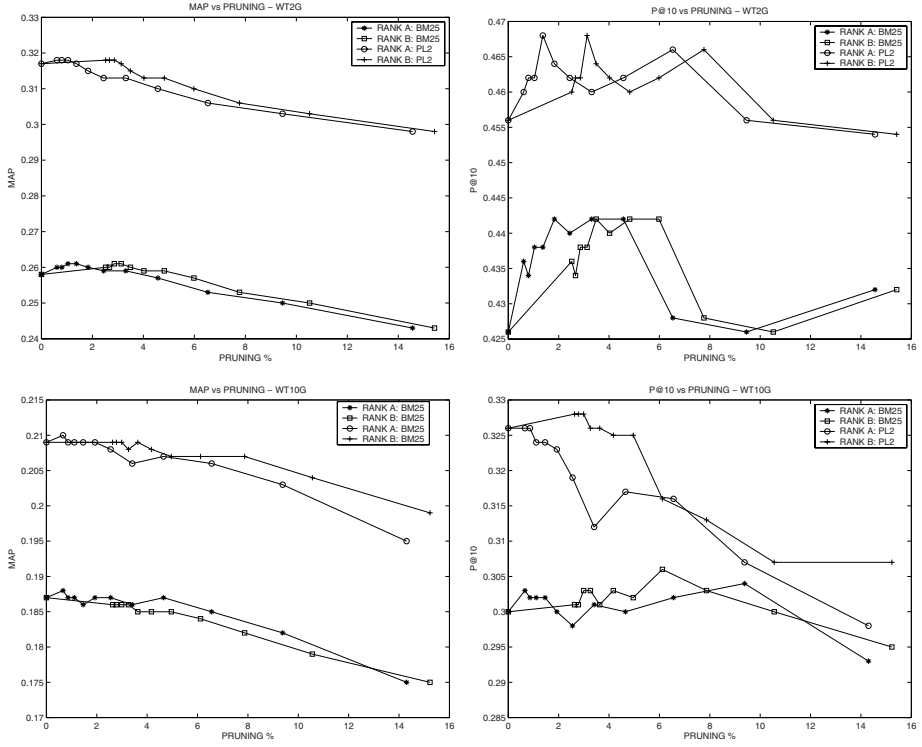 MAP vs PRUNING − WT2G
0.33
0.32
0.31
0.3
0.29
0.28
0.27
0.26
0.25
0.24
MAP
0 2 4 6 8 10 12 14 16
PRUNING %
RANK A: BM25
RANK B: BM25
RANK A: PL2
RANK B: PL2
P@10 vs PRUNING − WT2G
0.47
0.465
0.46
0.455
0.45
0.445
0.44
0.435
0.43
0.425
P@10
0 2 4 6 8 10 12 14 16
PRUNING %
RANK A: BM25
RANK B: BM25
RANK A: PL2
RANK B: PL2
MAP vs PRUNING − WT10G
0.215
0.21
0.205
0.2
0.195
0.19
0.185
0.18
0.175
0.17
MAP
0 2 4 6 8 10 12 14 16
PRUNING %
RANK A: BM25
RANK B: BM25
RANK A: BM25
RANK B: BM25
P@10 vs PRUNING − WT10G
0.33
0.325
0.32
0.315
0.31
0.305
0.3
0.295
0.29
0.285
P@10
0 2 4 6 8 10 12 14 16
PRUNING %
RANK A: BM25
RANK B: BM25
RANK A: PL2
RANK B: PL2